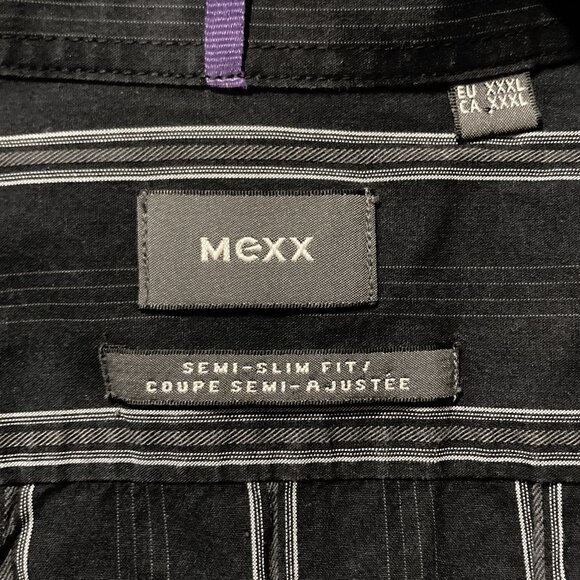 EU XXXL
CA XXXL
Mexx
SEMI-SLIM FIT/
COUPE SEMI-AJUSTÉE